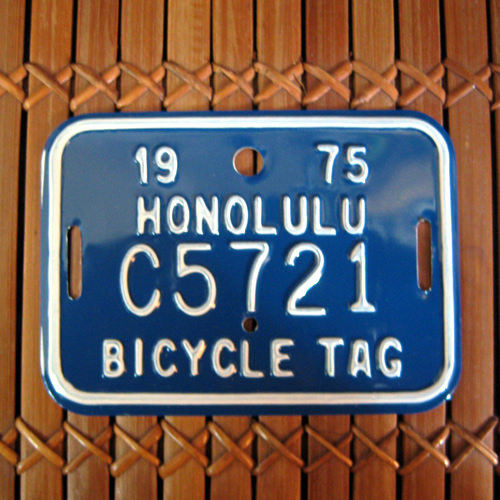 19 75
HONOLULU
C5721
BICYCLE TAG